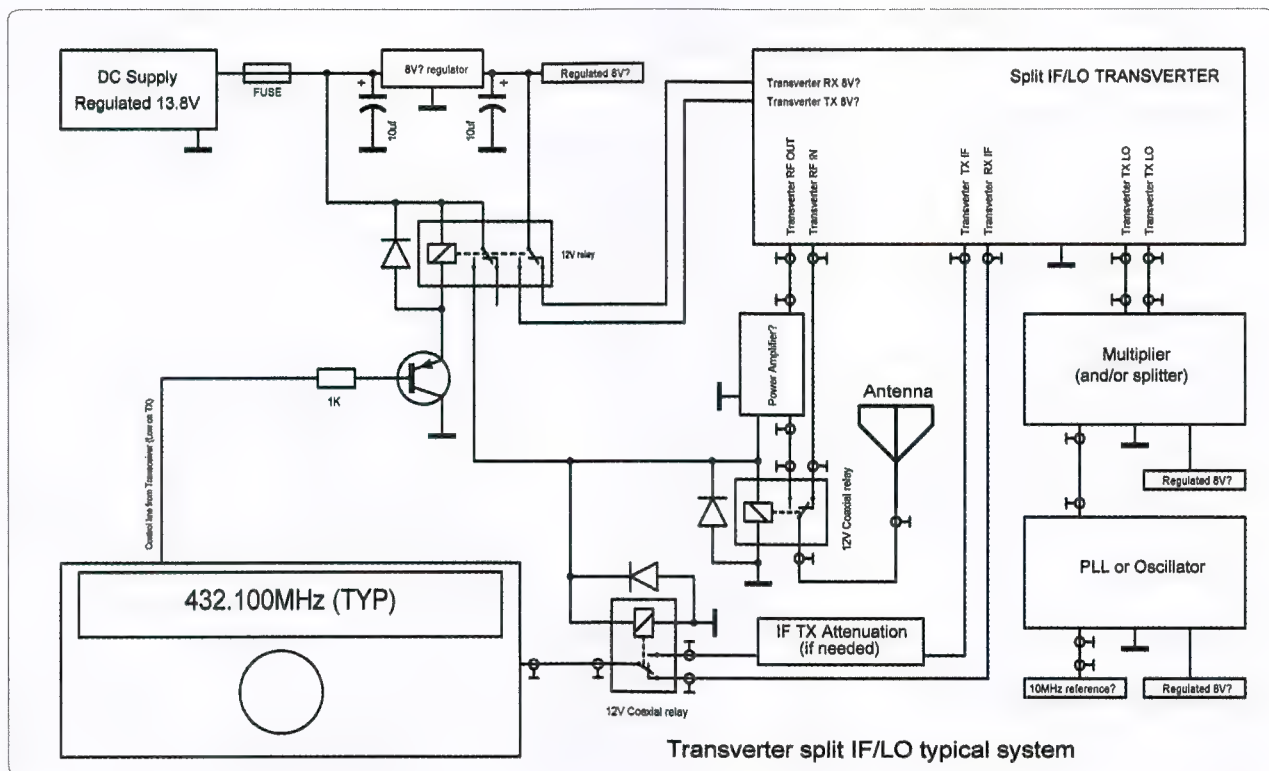 DC Supply
Regulated 13.8V
FUSE
+
10uf
8V? regulator
+
10uf
Regulated 8V?
Transverter RX 8V?
Transverter TX 8V?
Split IF/LO TRANSVERTER
Transverter RF OUT
Transverter RF IN
Transverter TX IF
Transverter RX IF
Transverter TX LO
Transverter TX LO
12V relay
1K
Control line from Transceiver (Low on TX)
Power Amplifier?
Antenna
12V Coaxial relay
Multiplier
(and/or splitter)
Regulated 8V?
PLL or Oscillator
10MHz reference?
Regulated 8V?
432.100MHz (TYP)
IF TX Attenuation
(if needed)
12V Coaxial relay
Transverter split IF/LO typical system